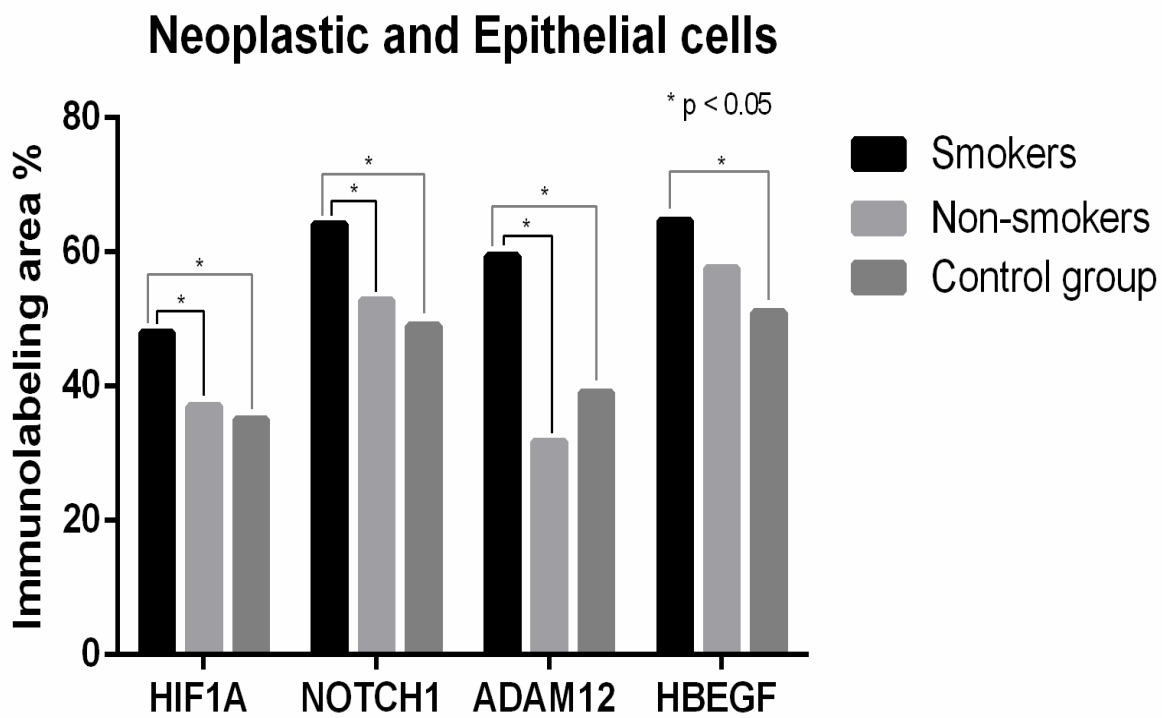 Neoplastic and Epithelial cells
* p < 0.05
Immunolabeling area %
80
60
40
20
0
*
*
*
*
*
*
*
HIF1A
NOTCH1
ADAM12
HBEGF
Smokers
Non-smokers
Control group